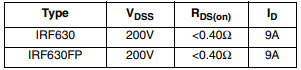 Type VDSS RDS(on) ID
IRF630 200V <0.40Ω 9A
IRF630FP 200V <0.40Ω 9A